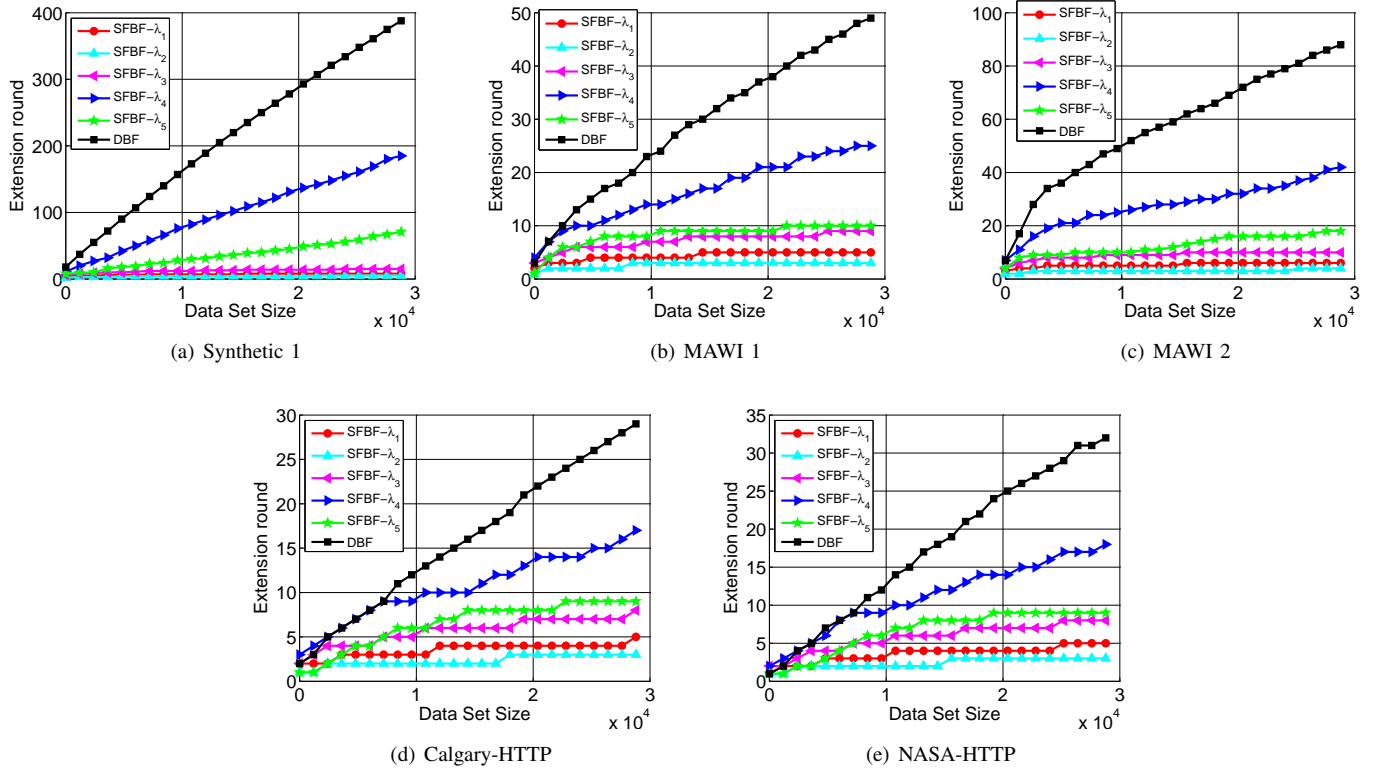 400
300
200
100
0
Extension round
SFBF−λ1
SFBF−λ2
SFBF−λ3
SFBF−λ4
SFBF−λ5
DBF
0
1
2
3
Data Set Size
x 10^4
(a) Synthetic 1
50
40
30
20
10
0
Extension round
SFBF−λ1
SFBF−λ2
SFBF−λ3
SFBF−λ4
SFBF−λ5
DBF
0
1
2
3
Data Set Size
x 10^4
(b) MAWI 1
100
80
60
40
20
0
Extension round
SFBF−λ1
SFBF−λ2
SFBF−λ3
SFBF−λ4
SFBF−λ5
DBF
0
1
2
3
Data Set Size
x 10^4
(c) MAWI 2
30
25
20
15
10
5
0
Extension round
SFBF−λ1
SFBF−λ2
SFBF−λ3
SFBF−λ4
SFBF−λ5
DBF
0
1
2
3
Data Set Size
x 10^4
(d) Calgary-HTTP
35
30
25
20
15
10
5
0
Extension round
SFBF−λ1
SFBF−λ2
SFBF−λ3
SFBF−λ4
SFBF−λ5
DBF
0
1
2
3
Data Set Size
x 10^4
(e) NASA-HTTP